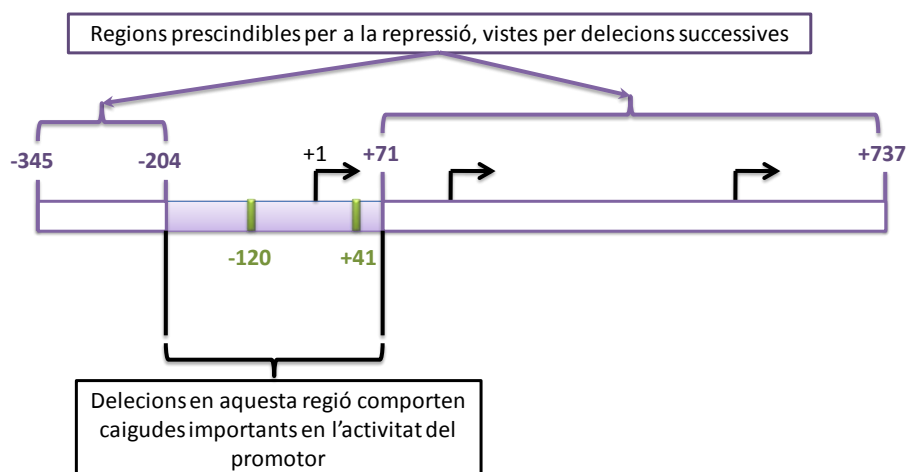 Regions prescindibles per a la repressió, vistes per delecions successives
-345
-204
+1
+71
+737
-120
+41
Delecions en aquesta regió comporten
caigudes importants en l'activitat del
promotor